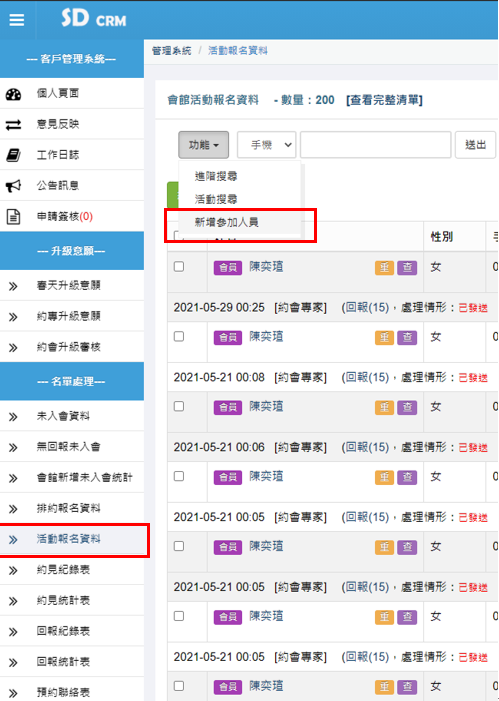 SD CRM
--- 客戶管理系統---
個人頁面
意見反映
工作日誌
公告訊息
申請簽核(0)
--- 升級意願---
春天升級意願
約專升級意願
約會升級審核
--- 名單處理---
未入會資料
無回報未入會
會館新增未入會統計
排約報名資料
活動報名資料
約見紀錄表
約見統計表
回報紀錄表
回報統計表
預約聯絡表
管理系統 / 活動報名資料
會館活動報名資料 - 數量：200 [查看完整清單]
功能 手機 送出
進階搜尋
活動搜尋
新增參加人員
性別
會員 陳奕瑄 重 查 女
2021-05-29 00:25 [約會專家] (回報(15)，處理情形：已發送
會員 陳奕瑄 重 查 女
2021-05-21 00:08 [約會專家] (回報(15)，處理情形：已發送
會員 陳奕瑄 重 查 女
2021-05-21 00:06 [約會專家] (回報(15)，處理情形：已發送
會員 陳奕瑄 重 查 女
2021-05-21 00:05 [約會專家] (回報(15)，處理情形：已發送
會員 陳奕瑄 重 查 女
2021-05-21 00:05 [約會專家] (回報(15)，處理情形：已發送
會員 陳奕瑄 重 查 女
2021-05-21 00:05 [約會專家] (回報(15)，處理情形：已發送
會員 陳奕瑄 重 查 女